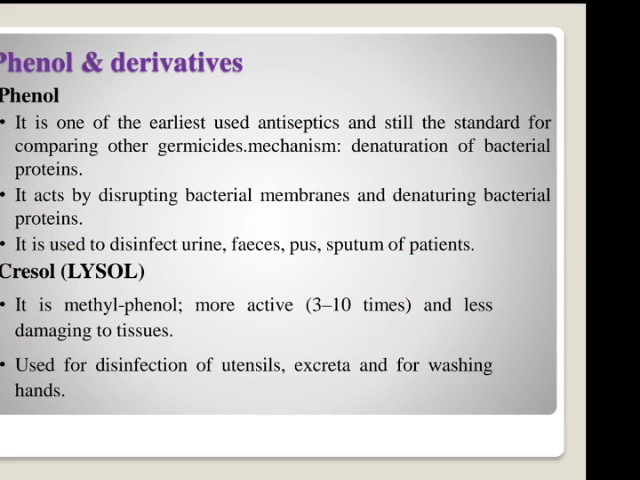 Phenol & derivatives
Phenol
• It is one of the earliest used antiseptics and still the standard for
comparing other germicides.mechanism: denaturation of bacterial
proteins.
• It acts by disrupting bacterial membranes and denaturing bacterial
proteins.
• It is used to disinfect urine, faeces, pus, sputum of patients.
Cresol (LYSOL)
• It is methyl-phenol; more active (3–10 times) and less
damaging to tissues.
• Used for disinfection of utensils, excreta and for washing
hands.